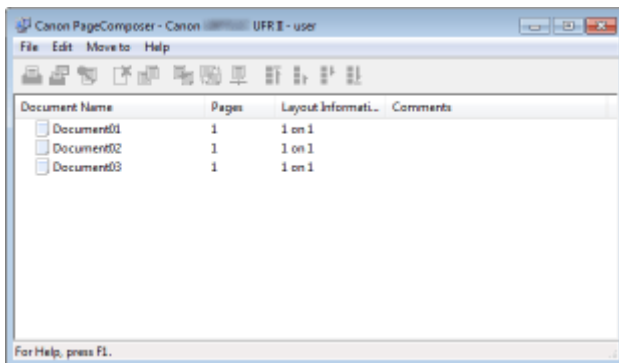 Canon PageComposer - Canon UFR II - user
File Edit Move to Help
Document Name Pages Layout Informati... Comments
Document01 1 1 on 1
Document02 1 1 on 1
Document03 1 1 on 1
For Help, press F1.